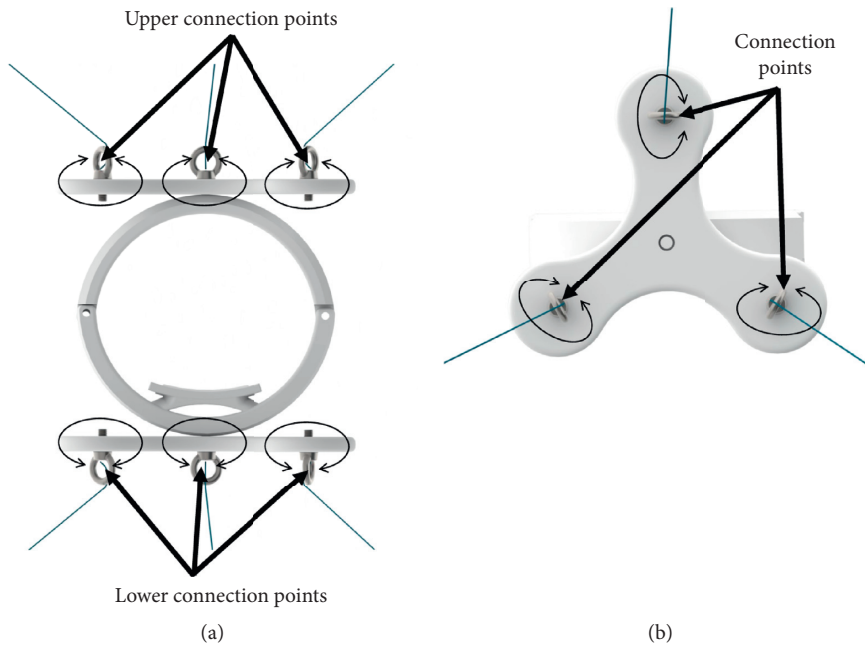 Upper connection points
Connection
points
Lower connection points
(a)
(b)